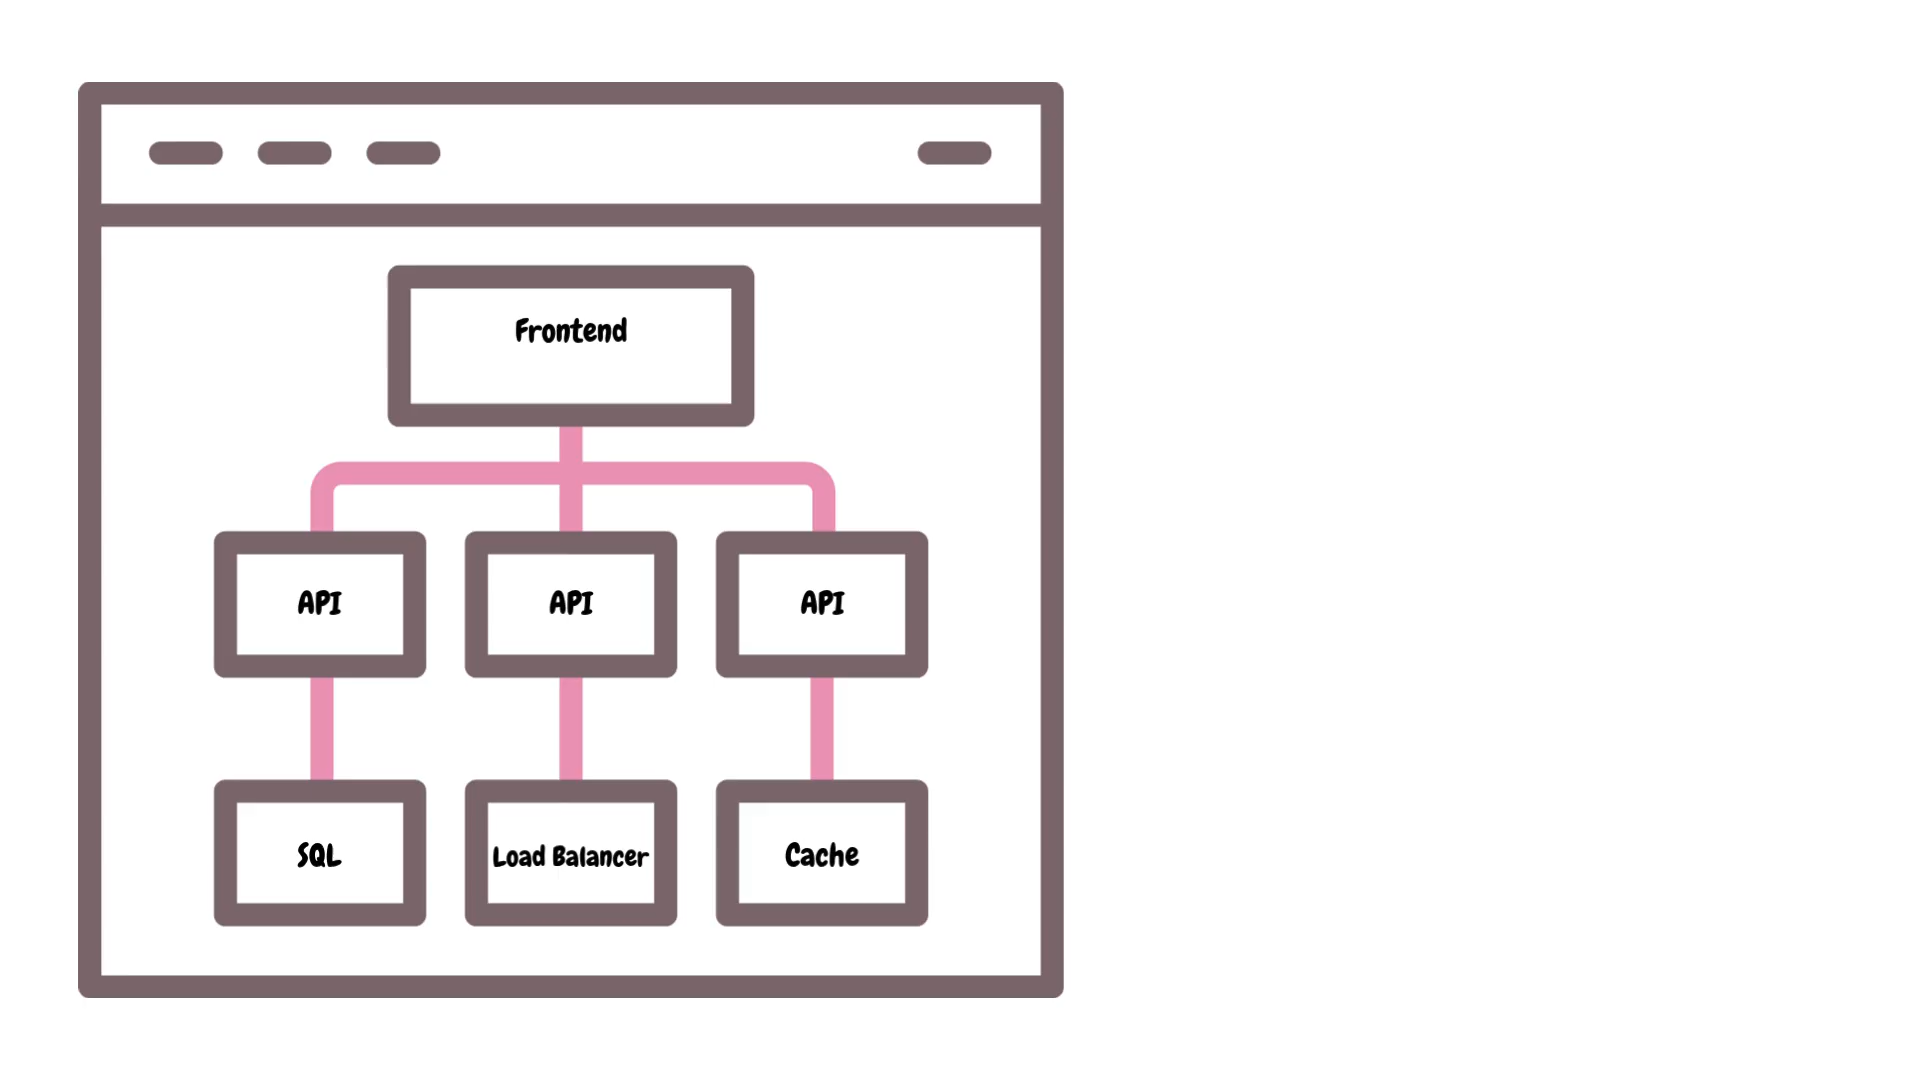 Frontend
API
API
API
SQL
Load Balancer
Cache